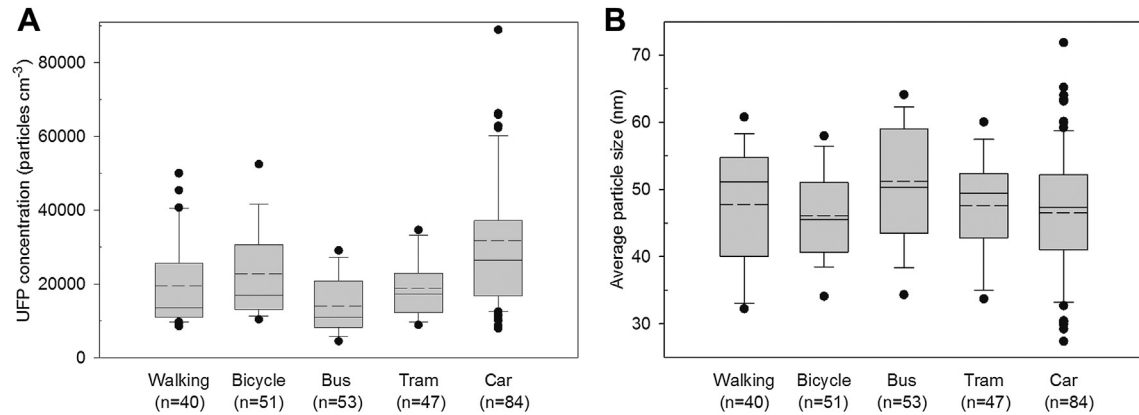 A
UFP concentration (particles cm-3)
80000
60000
40000
20000
0
Walking Bicycle Bus Tram Car
(n=40) (n=51) (n=53) (n=47) (n=84)
B
Average particle size (nm)
70
60
50
40
30
Walking Bicycle Bus Tram Car
(n=40) (n=51) (n=53) (n=47) (n=84)